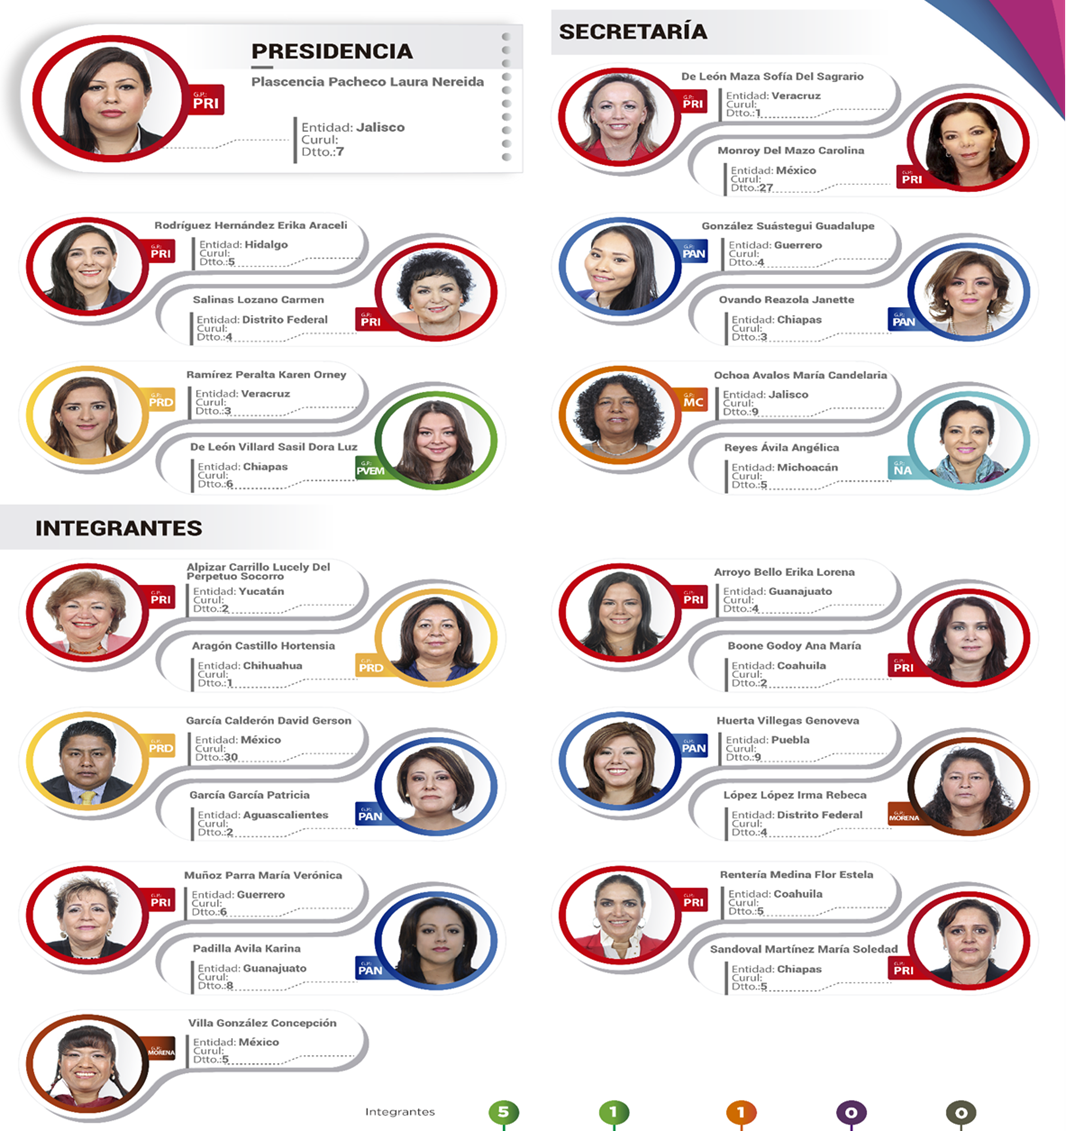 PRESIDENCIA
Plascencia Pacheco Laura Nereida
G.P.:
PRI
Entidad: Jalisco
Curul:
Dtto.:7
SECRETARÍA
De León Maza Sofía Del Sagrario
G.P.:
PRI
Entidad: Veracruz
Curul:
Dtto.:1
Monroy Del Mazo Carolina
Entidad: México
Curul:
Dtto.:27
G.P.:
PRI
Rodríguez Hernández Erika Araceli
G.P.:
PRI
Entidad: Hidalgo
Curul:
Dtto.:5
Salinas Lozano Carmen
Entidad: Distrito Federal
Curul:
Dtto.:4
G.P.:
PRI
González Suástegui Guadalupe
G.P.:
PAN
Entidad: Guerrero
Curul:
Dtto.:4
Ovando Reazola Janette
Entidad: Chiapas
Curul:
Dtto.:3
G.P.:
PAN
Ramírez Peralta Karen Orney
G.P.:
PRD
Entidad: Veracruz
Curul:
Dtto.:3
De León Villard Sasil Dora Luz
Entidad: Chiapas
Curul:
Dtto.:6
G.P.:
PVEM
Ochoa Avalos María Candelaria
G.P.:
MC
Entidad: Jalisco
Curul:
Dtto.:9
Reyes Ávila Angélica
Entidad: Michoacán
Curul:
Dtto.:5
G.P.:
NA
INTEGRANTES
Alpizar Carrillo Lucely Del
Perpetuo Socorro
G.P.:
PRI
Entidad: Yucatán
Curul:
Dtto.:2
Aragón Castillo Hortensia
Entidad: Chihuahua
Curul:
Dtto.:1
G.P.:
PRD
Arroyo Bello Erika Lorena
G.P.:
PRI
Entidad: Guanajuato
Curul:
Dtto.:4
Boone Godoy Ana María
Entidad: Coahuila
Curul:
Dtto.:2
G.P.:
PRI
García Calderón David Gerson
G.P.:
PRD
Entidad: México
Curul:
Dtto.:30
García García Patricia
Entidad: Aguascalientes
Curul:
Dtto.:2
G.P.:
PAN
Huerta Villegas Genoveva
G.P.:
PAN
Entidad: Puebla
Curul:
Dtto.:9
López López Irma Rebeca
Entidad: Distrito Federal
Curul:
Dtto.:4
G.P.:
MORENA
Muñoz Parra María Verónica
G.P.:
PRI
Entidad: Guerrero
Curul:
Dtto.:6
Padilla Avila Karina
Entidad: Guanajuato
Curul:
Dtto.:8
G.P.:
PAN
Rentería Medina Flor Estela
G.P.:
PRI
Entidad: Coahuila
Curul:
Dtto.:5
Sandoval Martínez María Soledad
Entidad: Chiapas
Curul:
Dtto.:5
G.P.:
PRI
Villa González Concepción
G.P.:
MORENA
Entidad: México
Curul:
Dtto.:5
Integrantes 5 1 1 0 0